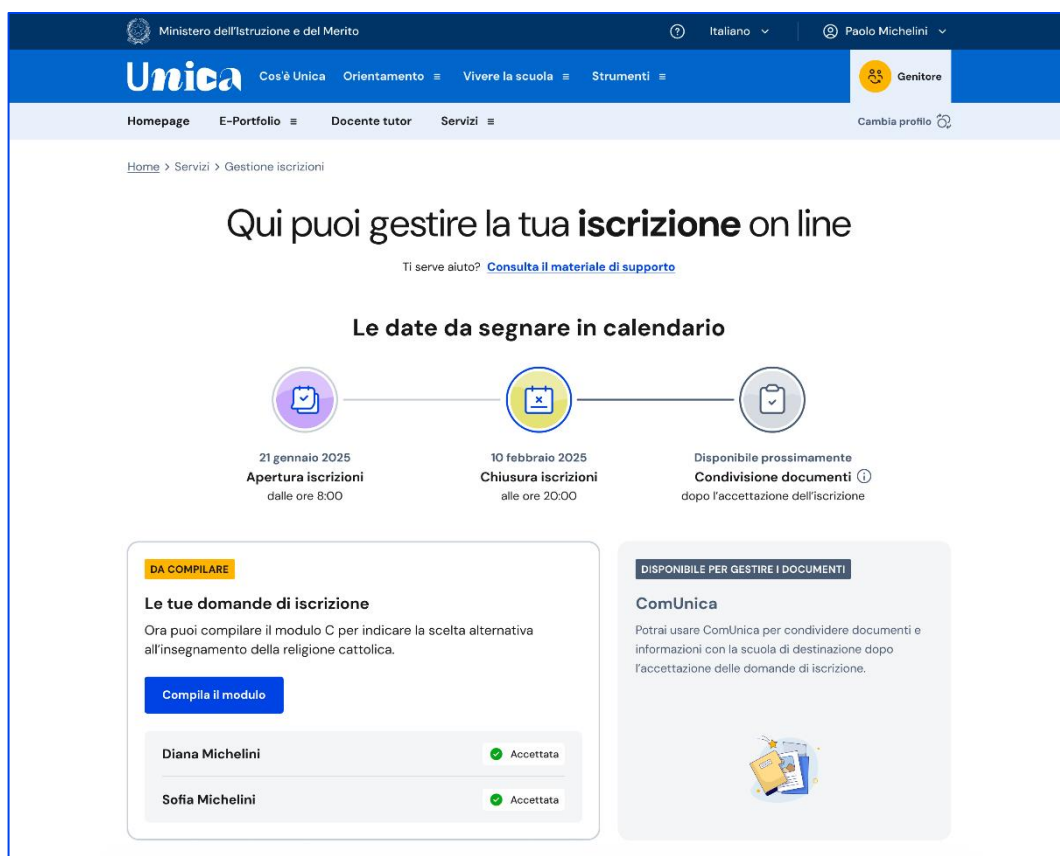 Ministero dell'Istruzione e del Merito
Italiano
Paolo Michelini
Unica
Cos'è Unica
Orientamento
Vivere la scuola
Strumenti
Genitore
Homepage
E-Portfolio
Docente tutor
Servizi
Cambia profilo
Home > Servizi > Gestione iscrizioni
Qui puoi gestire la tua iscrizione on line
Ti serve aiuto? Consulta il materiale di supporto
Le date da segnare in calendario
21 gennaio 2025
Apertura iscrizioni
dalle ore 8:00
10 febbraio 2025
Chiusura iscrizioni
alle ore 20:00
Disponibile prossimamente
Condivisione documenti
dopo l'accettazione dell'iscrizione
DA COMPILARE
Le tue domande di iscrizione
Ora puoi compilare il modulo C per indicare la scelta alternativa
all'insegnamento della religione cattolica.
Compila il modulo
Diana Michelini
Accettata
Sofia Michelini
Accettata
DISPONIBILE PER GESTIRE I DOCUMENTI
ComUnica
Potrai usare ComUnica per condividere documenti e
informazioni con la scuola di destinazione dopo
l'accettazione delle domande di iscrizione.